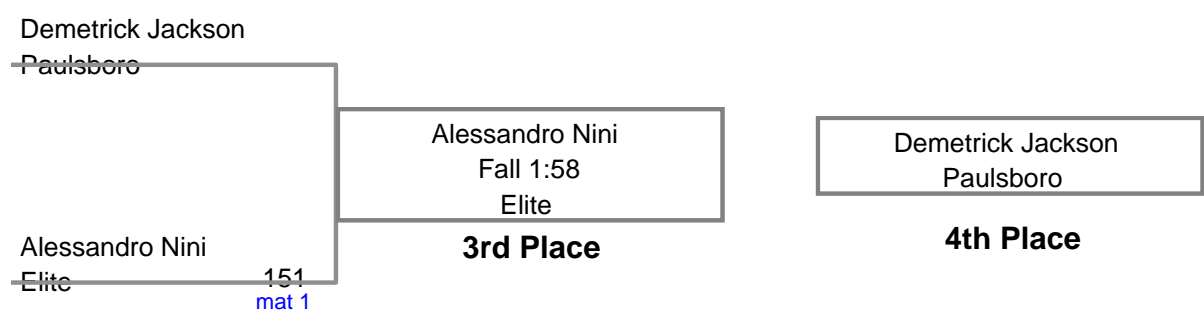 Demetrick Jackson
Paulsboro
Alessandro Nini
Fall 1:58
Elite
3rd Place
Demetrick Jackson
Paulsboro
4th Place
Alessandro Nini
Elite 151
mat 1